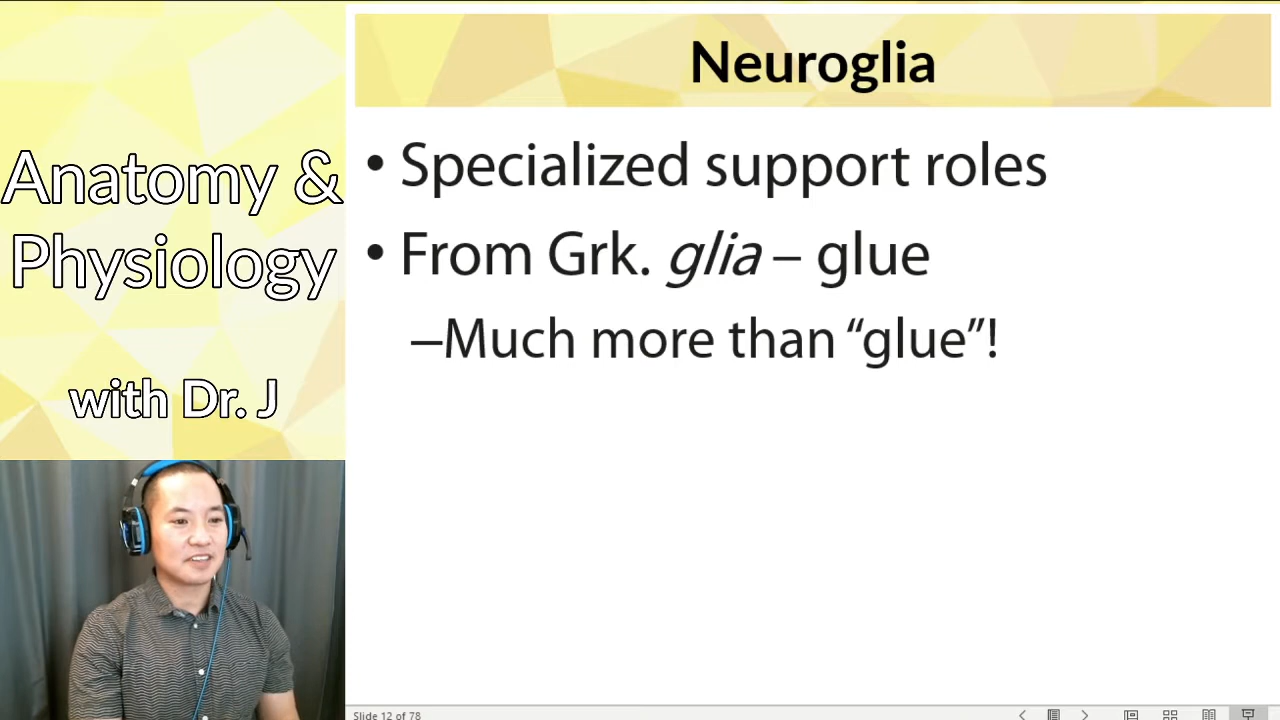 Anatomy &
Physiology
with Dr. J
Neuroglia
• Specialized support roles
• From Grk. glia – glue
–Much more than “glue”!
Slide 12 of 78